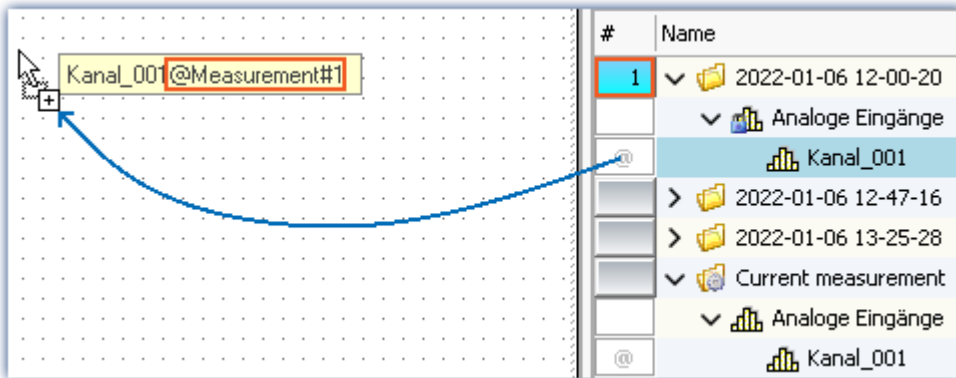 Kanal_001@Measurement#1
# Name
1 2022-01-06 12-00-20
Analoge Eingänge
@ Kanal_001
2022-01-06 12-47-16
2022-01-06 13-25-28
Current measurement
Analoge Eingänge
@ Kanal_001